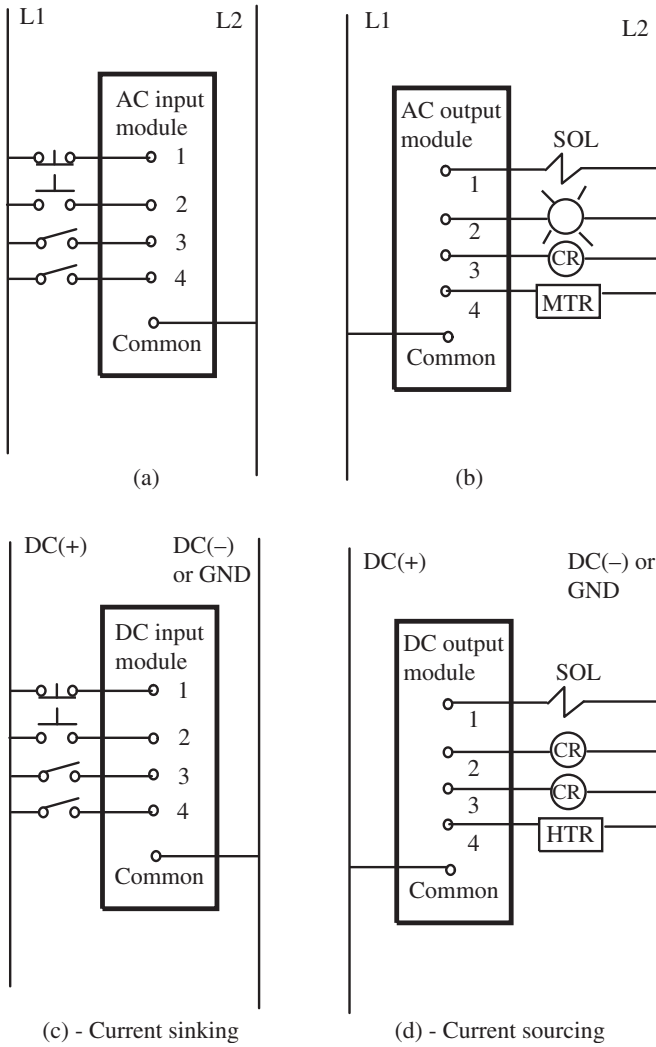 L1
L2
AC input
module
1
2
3
4
Common
(a)
L1
L2
AC output
module
SOL
1
2
CR
3
MTR
4
Common
(b)
DC(+)
DC(–)
or GND
DC input
module
1
2
3
4
Common
(c) - Current sinking
DC(+)
DC(–) or
GND
DC output
module
SOL
1
CR
2
CR
3
HTR
4
Common
(d) - Current sourcing